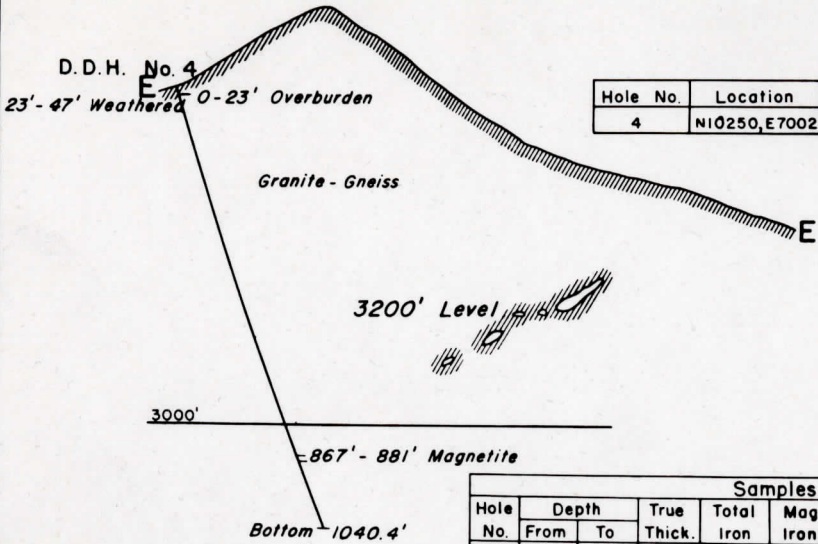 D.D.H. No. 4
E
23'-47' Weathered
0-23' Overburden
Hole No. Location
4 N10250, E7002
Granite - Gneiss
E
3200' Level
3000'
867' - 881' Magnetite
Bottom - 1040.4'
Samples
Hole No. Depth From To True Thick. Total Iron Mag Iron